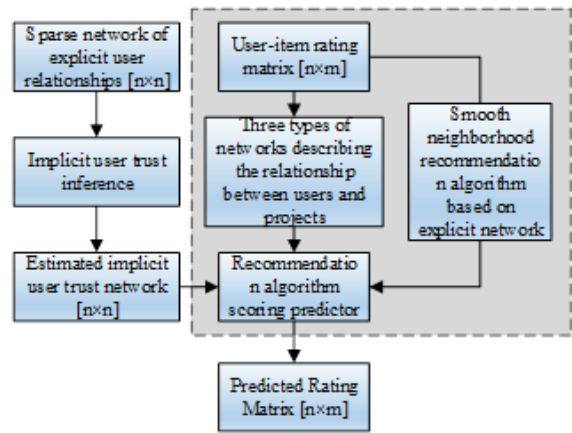 Sparse network of
explicit user
relationships [n×n]
Implicit user trust
inference
Estimated implicit
user trust network
[n×n]
User-item rating
matrix [n×m]
Three types of
networks describing
the relationship
between users and
projects
Recommendatio
n algorithm
scoring predictor
Smooth
neighborhood
recommendatio
n algorithm
based on
explicit network
Predicted Rating
Matrix [n×m]